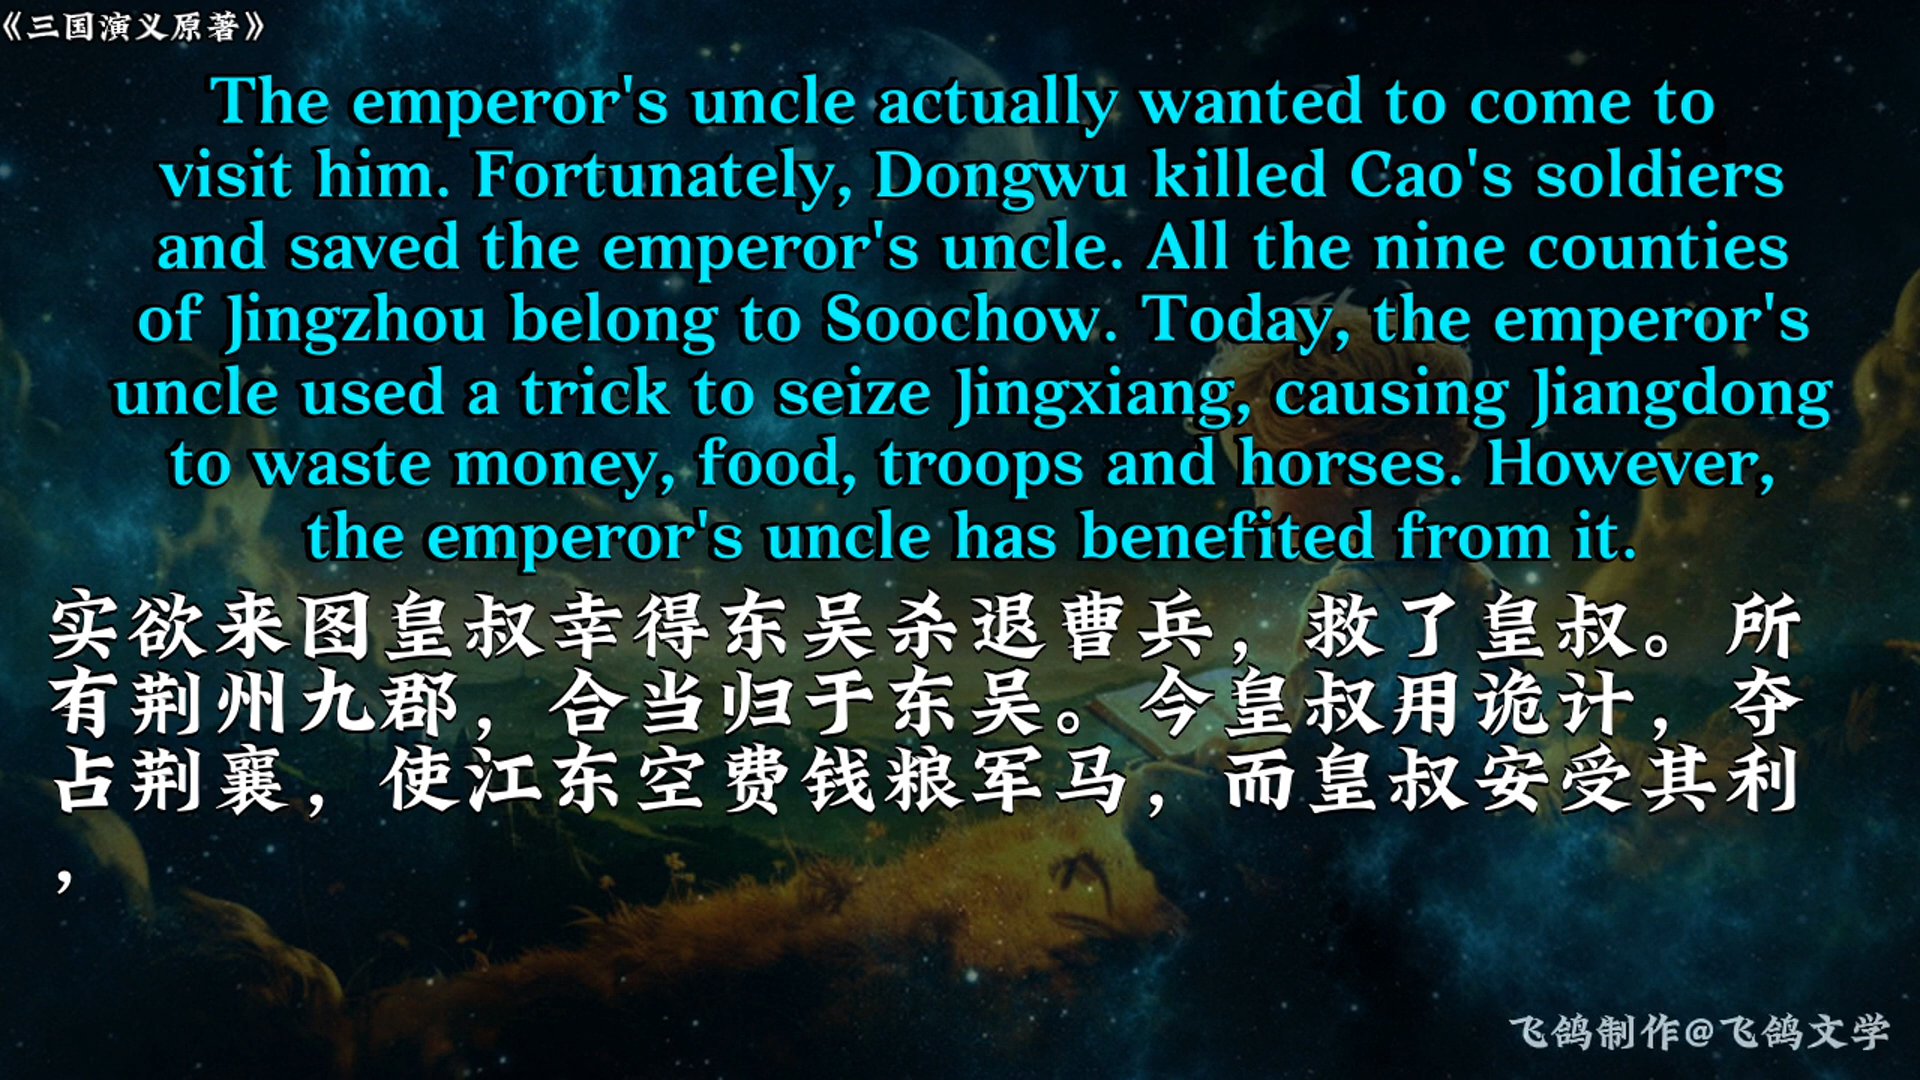 《三国演义原著》
The emperor's uncle actually wanted to come to
visit him. Fortunately, Dongwu killed Cao's soldiers
and saved the emperor's uncle. All the nine counties
of Jingzhou belong to Soochow. Today, the emperor's
uncle used a trick to seize Jingxiang, causing Jiangdong
to waste money, food, troops and horses. However,
the emperor's uncle has benefited from it.
实欲来图皇叔幸得东吴杀退曹兵，救了皇叔。所
有荆州九郡，合当归于东吴。今皇叔用诡计，夺
占荆襄，使江东空费钱粮军马，而皇叔安受其利
，
飞鸽制作@飞鸽文学